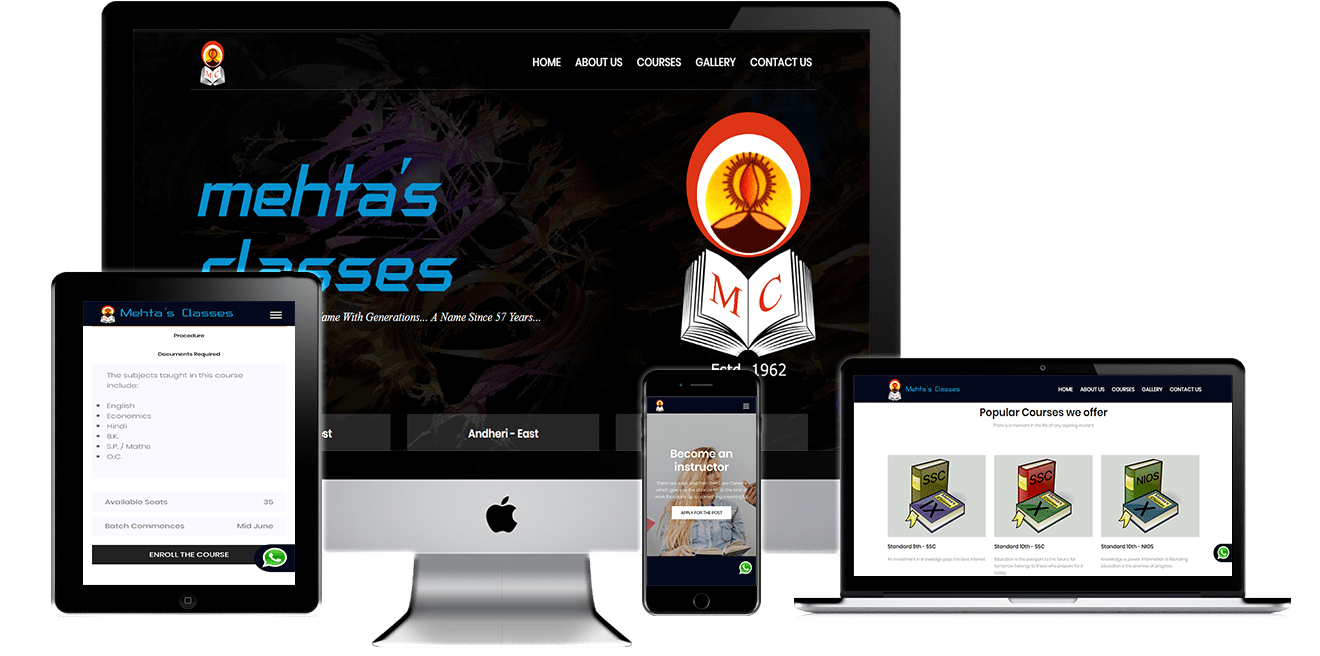 HOME ABOUT US COURSES GALLERY CONTACT US
mehta's
classes
ame With Generations... A Name Since 57 Years...
M C
Estd. 1962
st
Andheri - East
Mehta's Classes
Procedure
Documents Required
The subjects taught in this course
include:
English
Economics
Hindi
B.K.
S.P. / Maths
O.C.
Available Seats 35
Batch Commences Mid June
ENROLL THE COURSE
Become an
instructor
APPLY FOR THE POST
Mehta's Classes
HOME ABOUT US COURSES GALLERY CONTACT US
Popular Courses we offer
There is a moment in the life of any aspiring student
SSC
IX
SSC
X
NIOS
X
Standard 9th - SSC
Standard 10th - SSC
Standard 10th - NIOS
An investment in knowledge pays the best interest.
Education is the passport to the future, for
tomorrow belongs to those who prepare for it
today.
Knowledge is power. Information is liberating.
Education is the premise of progress.